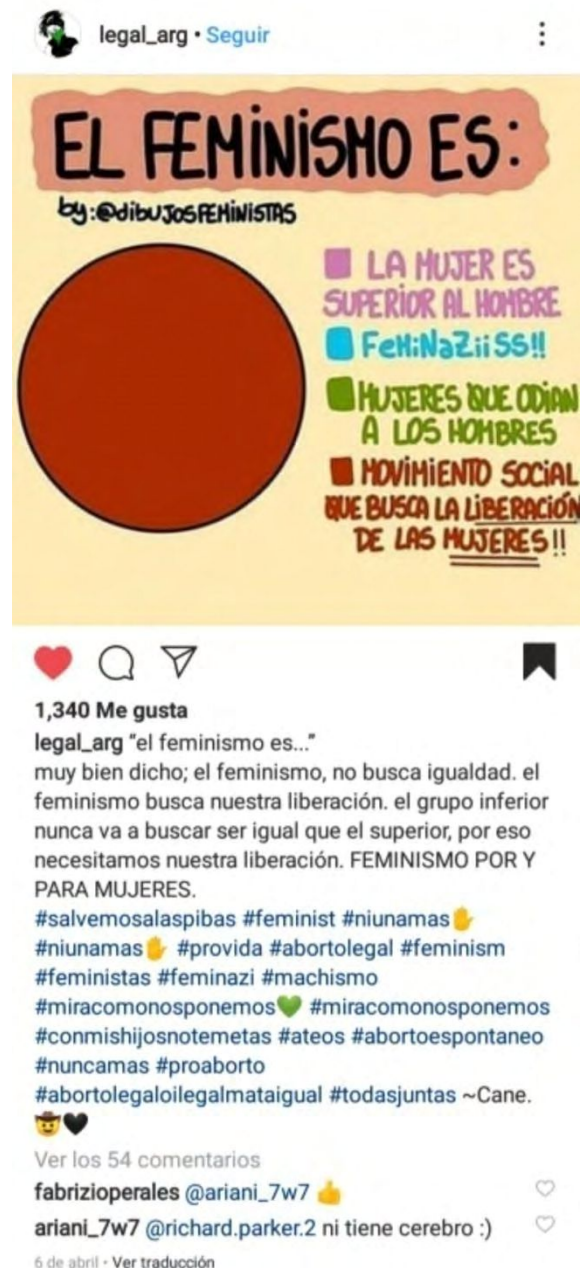 legal_arg • Seguir
EL FEMINISMO ES:
by:@dibujosfeministas
LA MUJER ES
SUPERIOR AL HOMBRE
FeMiNaZiiSS!!
MUJERES QUE ODIAN
A LOS HOMBRES
MOVIMIENTO SOCIAL
QUE BUSCA LA LIBERACIÓN
DE LAS MUJERES!!
1,340 Me gusta
legal_arg “el feminismo es...”
muy bien dicho; el feminismo, no busca igualdad. el
feminismo busca nuestra liberación. el grupo inferior
nunca va a buscar ser igual que el superior, por eso
necesitamos nuestra liberación. FEMINISMO POR Y
PARA MUJERES.
#salvemosalaspibas #feminist #niunamas✋
#niunamas✋ #provida #abortolegal #feminism
#feministas #feminazi #machismo
#miracomonosponemos💚 #miracomonosponemos
#conmishijosnotemetas #ateos #abortoespontaneo
#nuncamas #proaborto
#abortolegaloilegalmataigual #todasjuntas ~Cane.
🤠🖤
Ver los 54 comentarios
fabrizioperales @ariani_7w7 👍
ariani_7w7 @richard.parker.2 ni tiene cerebro :)
6 de abril • Ver traducción